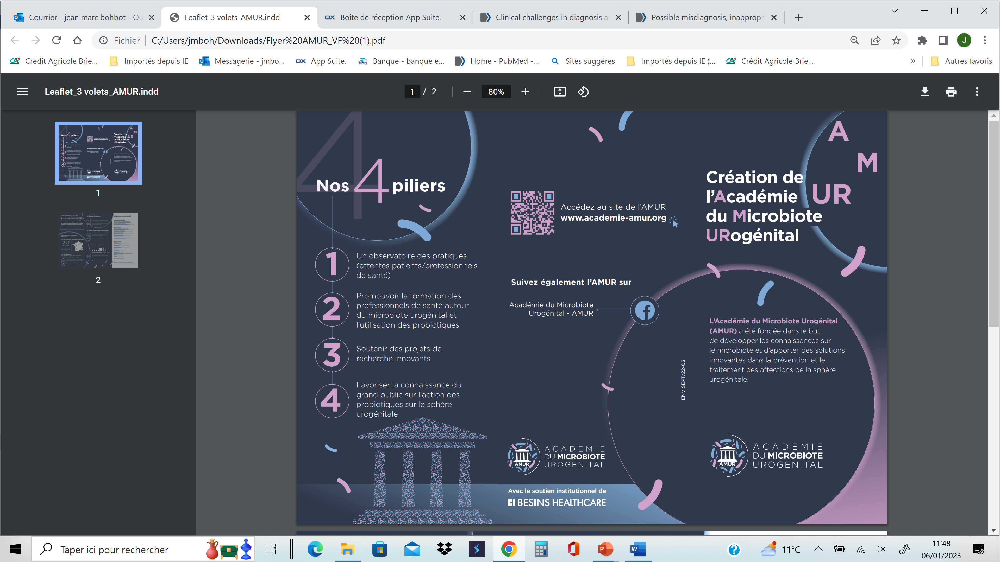 Courrier - jean marc bohbot - Ou
Leaflet_3 volets_AMUR.indd
Boîte de réception App Suite.
Clinical challenges in diagnosis a
Possible misdiagnosis, inappropri
Fichier
C:/Users/jmboh/Downloads/Flyer%20AMUR_VF%20(1).pdf
J
Crédit Agricole Brie...
Importés depuis IE
Messagerie - jmbo...
App Suite.
Banque - banque e...
Home - PubMed -...
Sites suggérés
Importés depuis IE (...
Crédit Agricole Brie...
»
Autres favoris
Leaflet_3 volets_AMUR.indd
1 / 2
80%
1
2
4
Nos 4 piliers
1
Un observatoire des pratiques
(attentes patients/professionnels
de santé)
2
Promouvoir la formation des
professionnels de santé autour
du microbiote urogénital et
l'utilisation des probiotiques
3
Soutenir des projets de
recherche innovants
4
Favoriser la connaissance du
grand public sur l'action des
probiotiques sur la sphère
urogénitale
Accédez au site de l'AMUR
www.academie-amur.org
Suivez également l'AMUR sur
Académie du Microbiote
Urogénital - AMUR
AMUR
ACADEMIE
DU MICROBIOTE
UROGENITAL
Avec le soutien institutionnel de
BESINS HEALTHCARE
A
M
UR
Création de
l'Académie
du Microbiote
URogénital
L'Académie du Microbiote Urogénital
(AMUR) a été fondée dans le but
de développer les connaissances sur
le microbiote et d'apporter des solutions
innovantes dans la prévention et le
traitement des affections de la sphère
urogénitale.
ENV SEPT/22-03
AMUR
ACADEMIE
DU MICROBIOTE
UROGENITAL
Taper ici pour rechercher
11°C
11:48
06/01/2023